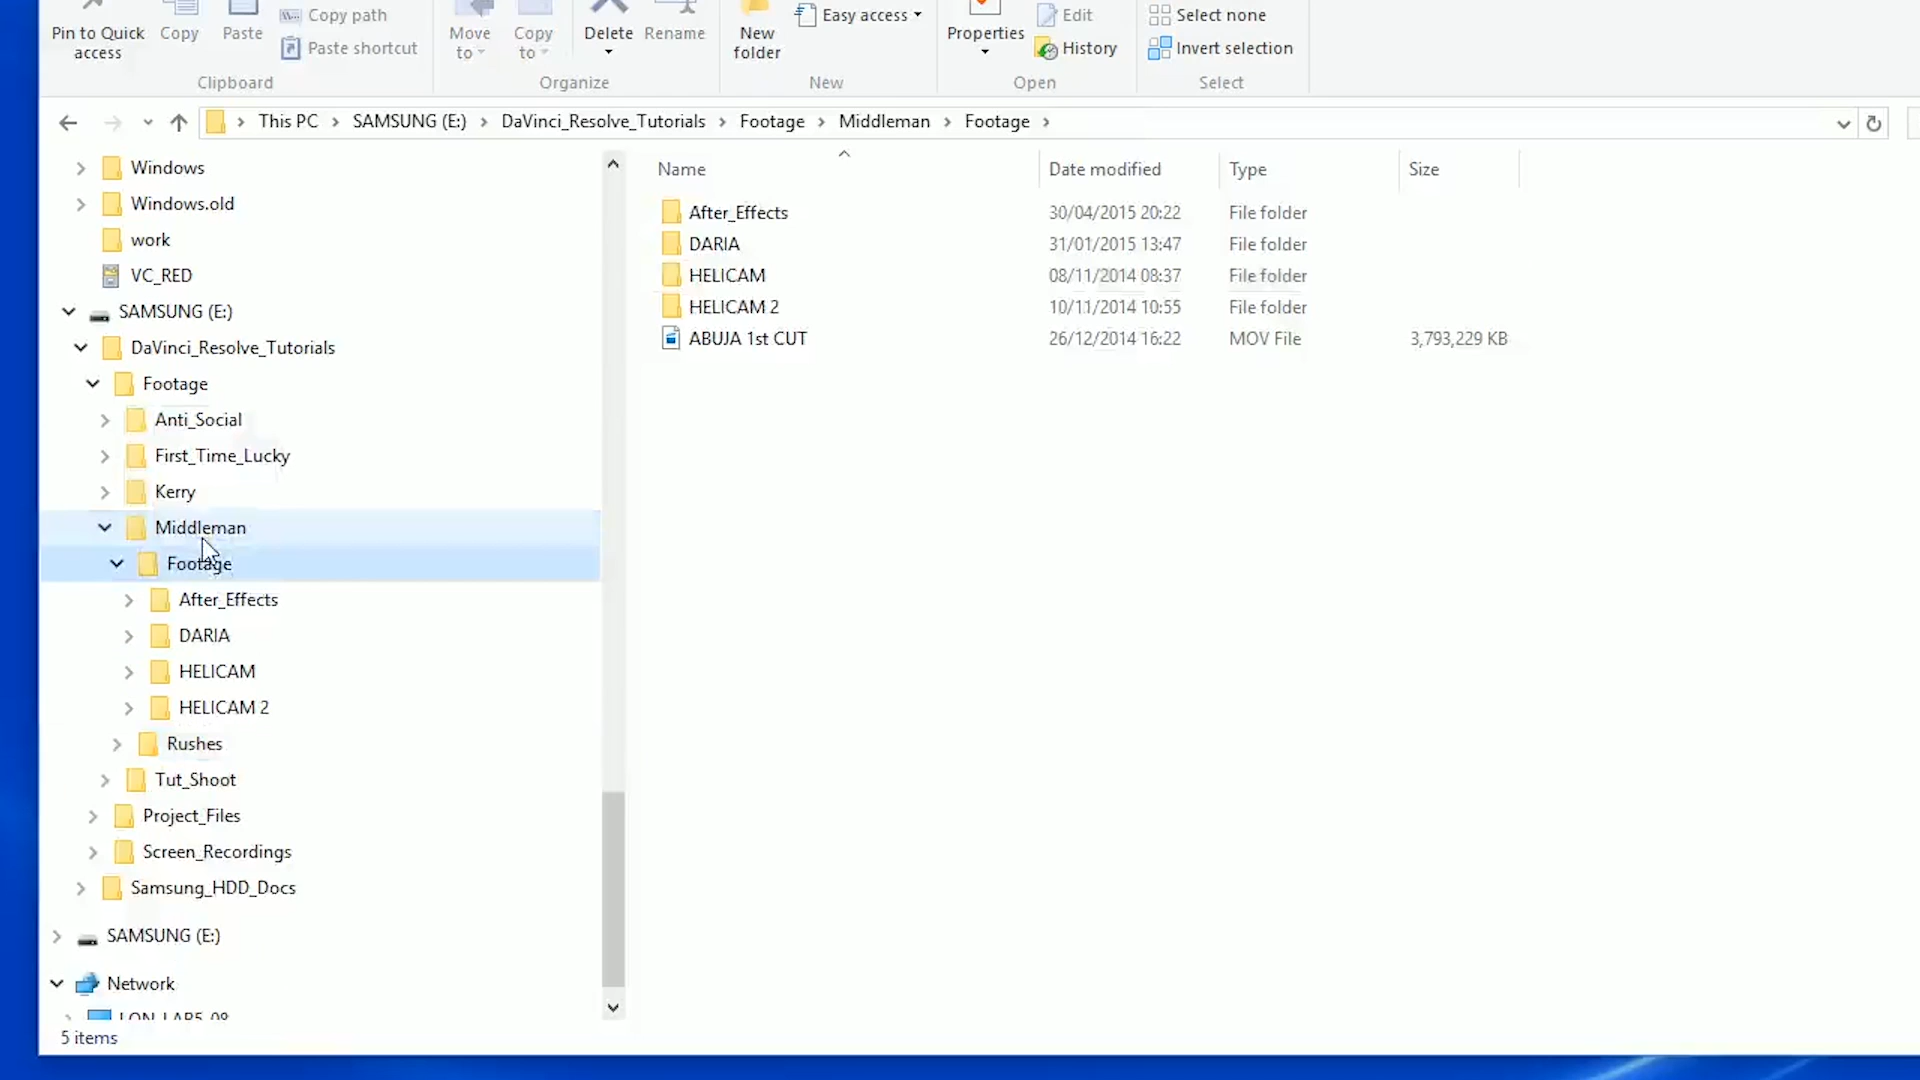 Pin to Quick access
Copy
Paste
Copy path
Paste shortcut
Clipboard
Move to
Copy to
Delete
Rename
Organize
New folder
Easy access
New
Properties
Edit
History
Open
Select none
Invert selection
Select
This PC > SAMSUNG (E:) > DaVinci_Resolve_Tutorials > Footage > Middleman > Footage >
Windows
Windows.old
work
VC_RED
SAMSUNG (E:)
DaVinci_Resolve_Tutorials
Footage
Anti_Social
First_Time_Lucky
Kerry
Middleman
Footage
After_Effects
DARIA
HELICAM
HELICAM 2
Rushes
Tut_Shoot
Project_Files
Screen_Recordings
Samsung_HDD_Docs
SAMSUNG (E:)
Network
Name Date modified Type Size
After_Effects 30/04/2015 20:22 File folder
DARIA 31/01/2015 13:47 File folder
HELICAM 08/11/2014 08:37 File folder
HELICAM 2 10/11/2014 10:55 File folder
ABUJA 1st CUT 26/12/2014 16:22 MOV File 3,793,229 KB
5 items